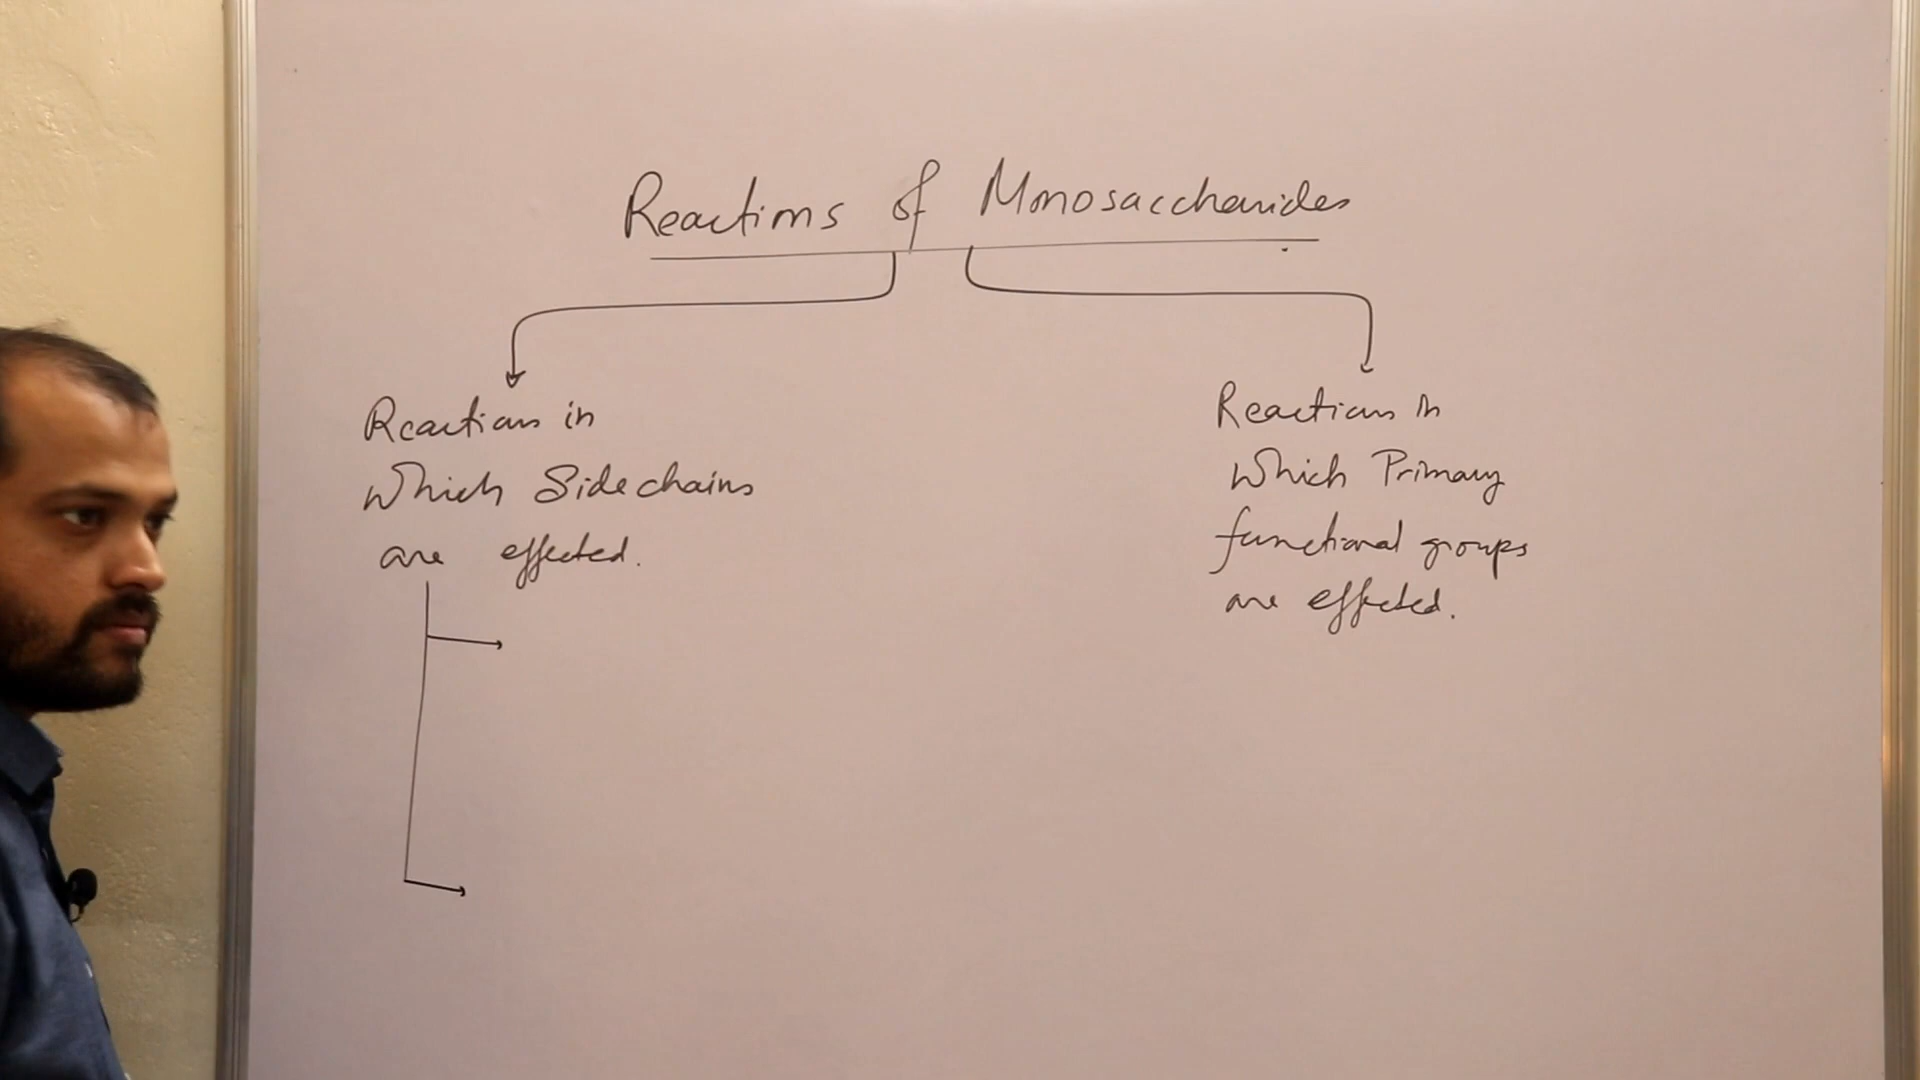 Reactions of Monosaccharides
Reactions in
which Sidechains
are effected.
Reactions in
which Primary
functional groups
are effected.